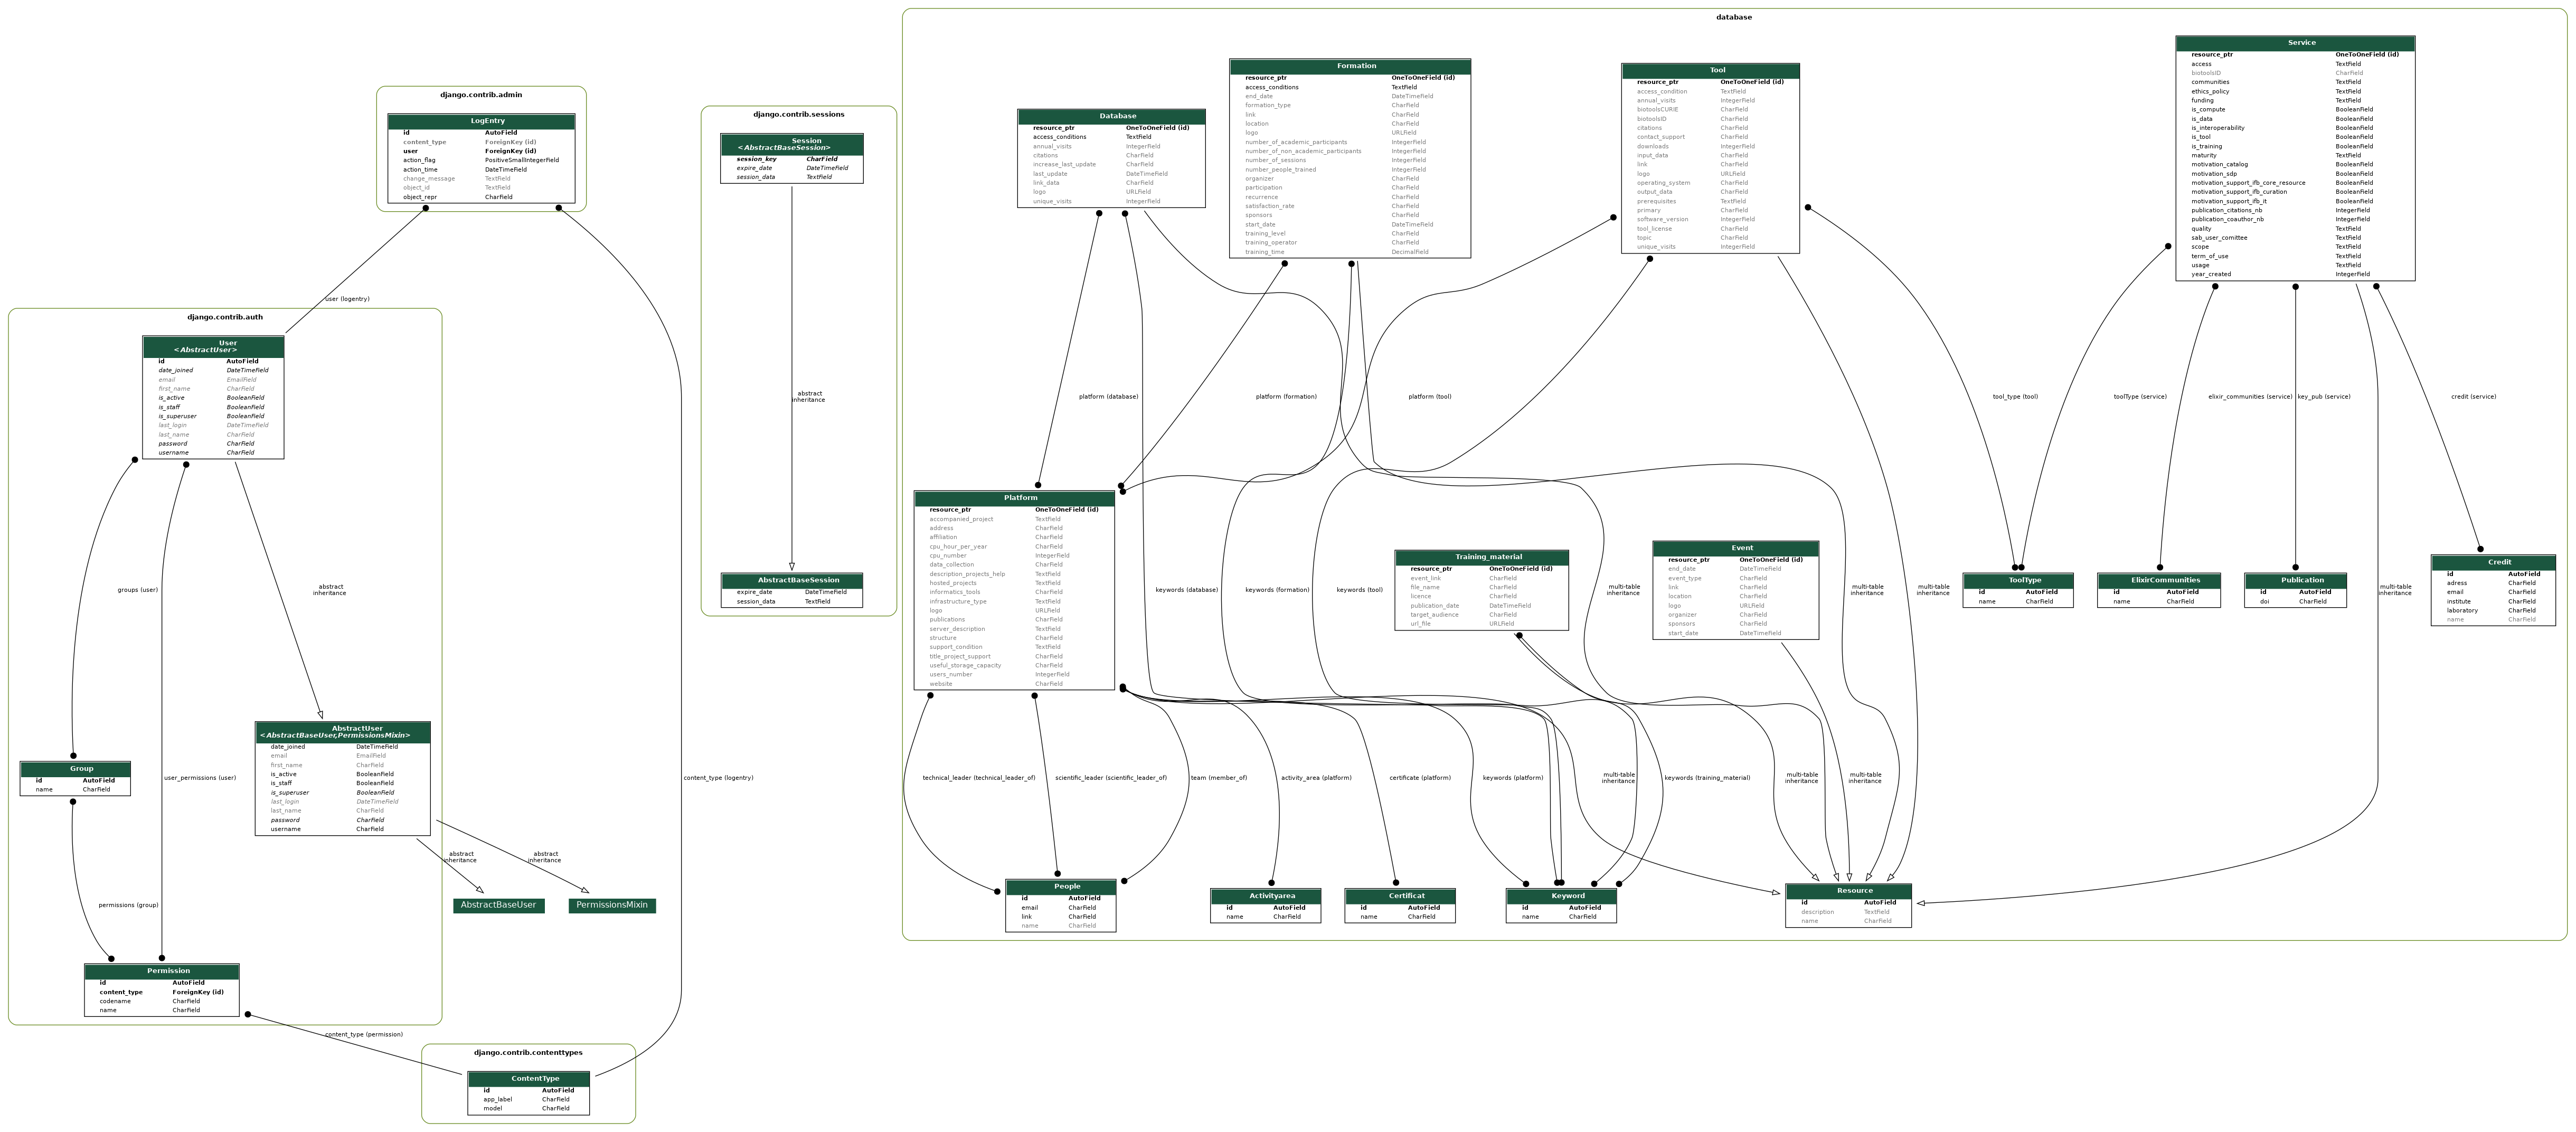 database
django.contrib.admin
LogEntry
id AutoField
content_type ForeignKey (id)
user ForeignKey (id)
action_flag PositiveSmallIntegerField
action_time DateTimeField
change_message TextField
object_id TextField
object_repr CharField
django.contrib.sessions
Session
<AbstractBaseSession>
session_key CharField
expire_date DateTimeField
session_data TextField
Database
resource_ptr OneToOneField (id)
access_conditions TextField
annual_visits IntegerField
citations CharField
increase_last_update CharField
last_update DateTimeField
link_data CharField
logo URLField
unique_visits IntegerField
Formation
resource_ptr OneToOneField (id)
access_conditions TextField
end_date DateTimeField
formation_type CharField
link CharField
location CharField
logo URLField
number_of_academic_participants IntegerField
number_of_non_academic_participants IntegerField
number_of_sessions IntegerField
number_people_trained IntegerField
organizer CharField
participation CharField
recurrence CharField
satisfaction_rate CharField
sponsors CharField
start_date DateTimeField
training_level CharField
training_operator CharField
training_time DecimalField
Tool
resource_ptr OneToOneField (id)
access_condition TextField
annual_visits IntegerField
biotoolsCURIE CharField
biotoolsID CharField
citations CharField
contact_support CharField
downloads IntegerField
input_data CharField
link CharField
logo URLField
operating_system CharField
output_data CharField
prerequisites TextField
primary CharField
software_version IntegerField
tool_license CharField
topic CharField
unique_visits IntegerField
Service
resource_ptr OneToOneField (id)
access TextField
biotoolsID CharField
communities TextField
ethics_policy TextField
funding TextField
is_compute BooleanField
is_data BooleanField
is_interoperability BooleanField
is_tool BooleanField
is_training BooleanField
maturity TextField
motivation_catalog BooleanField
motivation_sdp BooleanField
motivation_support_ifb_core_resource BooleanField
motivation_support_ifb_curation BooleanField
motivation_support_ifb_it BooleanField
publication_citations_nb IntegerField
publication_coauthor_nb IntegerField
quality TextField
sab_user_comittee TextField
scope TextField
term_of_use TextField
usage TextField
year_created IntegerField
user (logentry)
django.contrib.auth
User
<AbstractUser>
id AutoField
date_joined DateTimeField
email EmailField
first_name CharField
is_active BooleanField
is_staff BooleanField
is_superuser BooleanField
last_login DateTimeField
last_name CharField
password CharField
username CharField
abstract
inheritance
platform (database)
platform (formation)
platform (tool)
tool_type (tool)
toolType (service)
elixir_communities (service)
key_pub (service)
credit (service)
groups (user)
abstract
inheritance
AbstractBaseSession
expire_date DateTimeField
session_data TextField
Platform
resource_ptr OneToOneField (id)
accompanied_project TextField
address CharField
affiliation CharField
cpu_hour_per_year CharField
cpu_number IntegerField
data_collection CharField
description_projects_help TextField
hosted_projects TextField
informatics_tools CharField
infrastructure_type TextField
logo URLField
publications CharField
server_description TextField
structure CharField
support_condition TextField
title_project_support CharField
useful_storage_capacity CharField
users_number IntegerField
website CharField
keywords (database)
keywords (formation)
keywords (tool)
Training_material
resource_ptr OneToOneField (id)
event_link CharField
file_name CharField
licence CharField
publication_date DateTimeField
target_audience CharField
url_file URLField
multi-table
inheritance
Event
resource_ptr OneToOneField (id)
end_date DateTimeField
event_type CharField
link CharField
location CharField
logo URLField
organizer CharField
sponsors CharField
start_date DateTimeField
multi-table
inheritance
multi-table
inheritance
ToolType
id AutoField
name CharField
ElixirCommunities
id AutoField
name CharField
Publication
id AutoField
doi CharField
multi-table
inheritance
Credit
id AutoField
adress CharField
email CharField
institute CharField
laboratory CharField
name CharField
Group
id AutoField
name CharField
user_permissions (user)
AbstractUser
<AbstractBaseUser,PermissionsMixin>
date_joined DateTimeField
email EmailField
first_name CharField
is_active BooleanField
is_staff BooleanField
is_superuser BooleanField
last_login DateTimeField
last_name CharField
password CharField
username CharField
content_type (logentry)
technical_leader (technical_leader_of)
scientific_leader (scientific_leader_of)
team (member_of)
activity_area (platform)
certificate (platform)
keywords (platform)
multi-table
inheritance
keywords (training_material)
multi-table
inheritance
multi-table
inheritance
abstract
inheritance
abstract
inheritance
permissions (group)
AbstractBaseUser
PermissionsMixin
People
id AutoField
email CharField
link CharField
name CharField
Activityarea
id AutoField
name CharField
Certificat
id AutoField
name CharField
Keyword
id AutoField
name CharField
Resource
id AutoField
description TextField
name CharField
Permission
id AutoField
content_type ForeignKey (id)
codename CharField
name CharField
content_type (permission)
django.contrib.contenttypes
ContentType
id AutoField
app_label CharField
model CharField